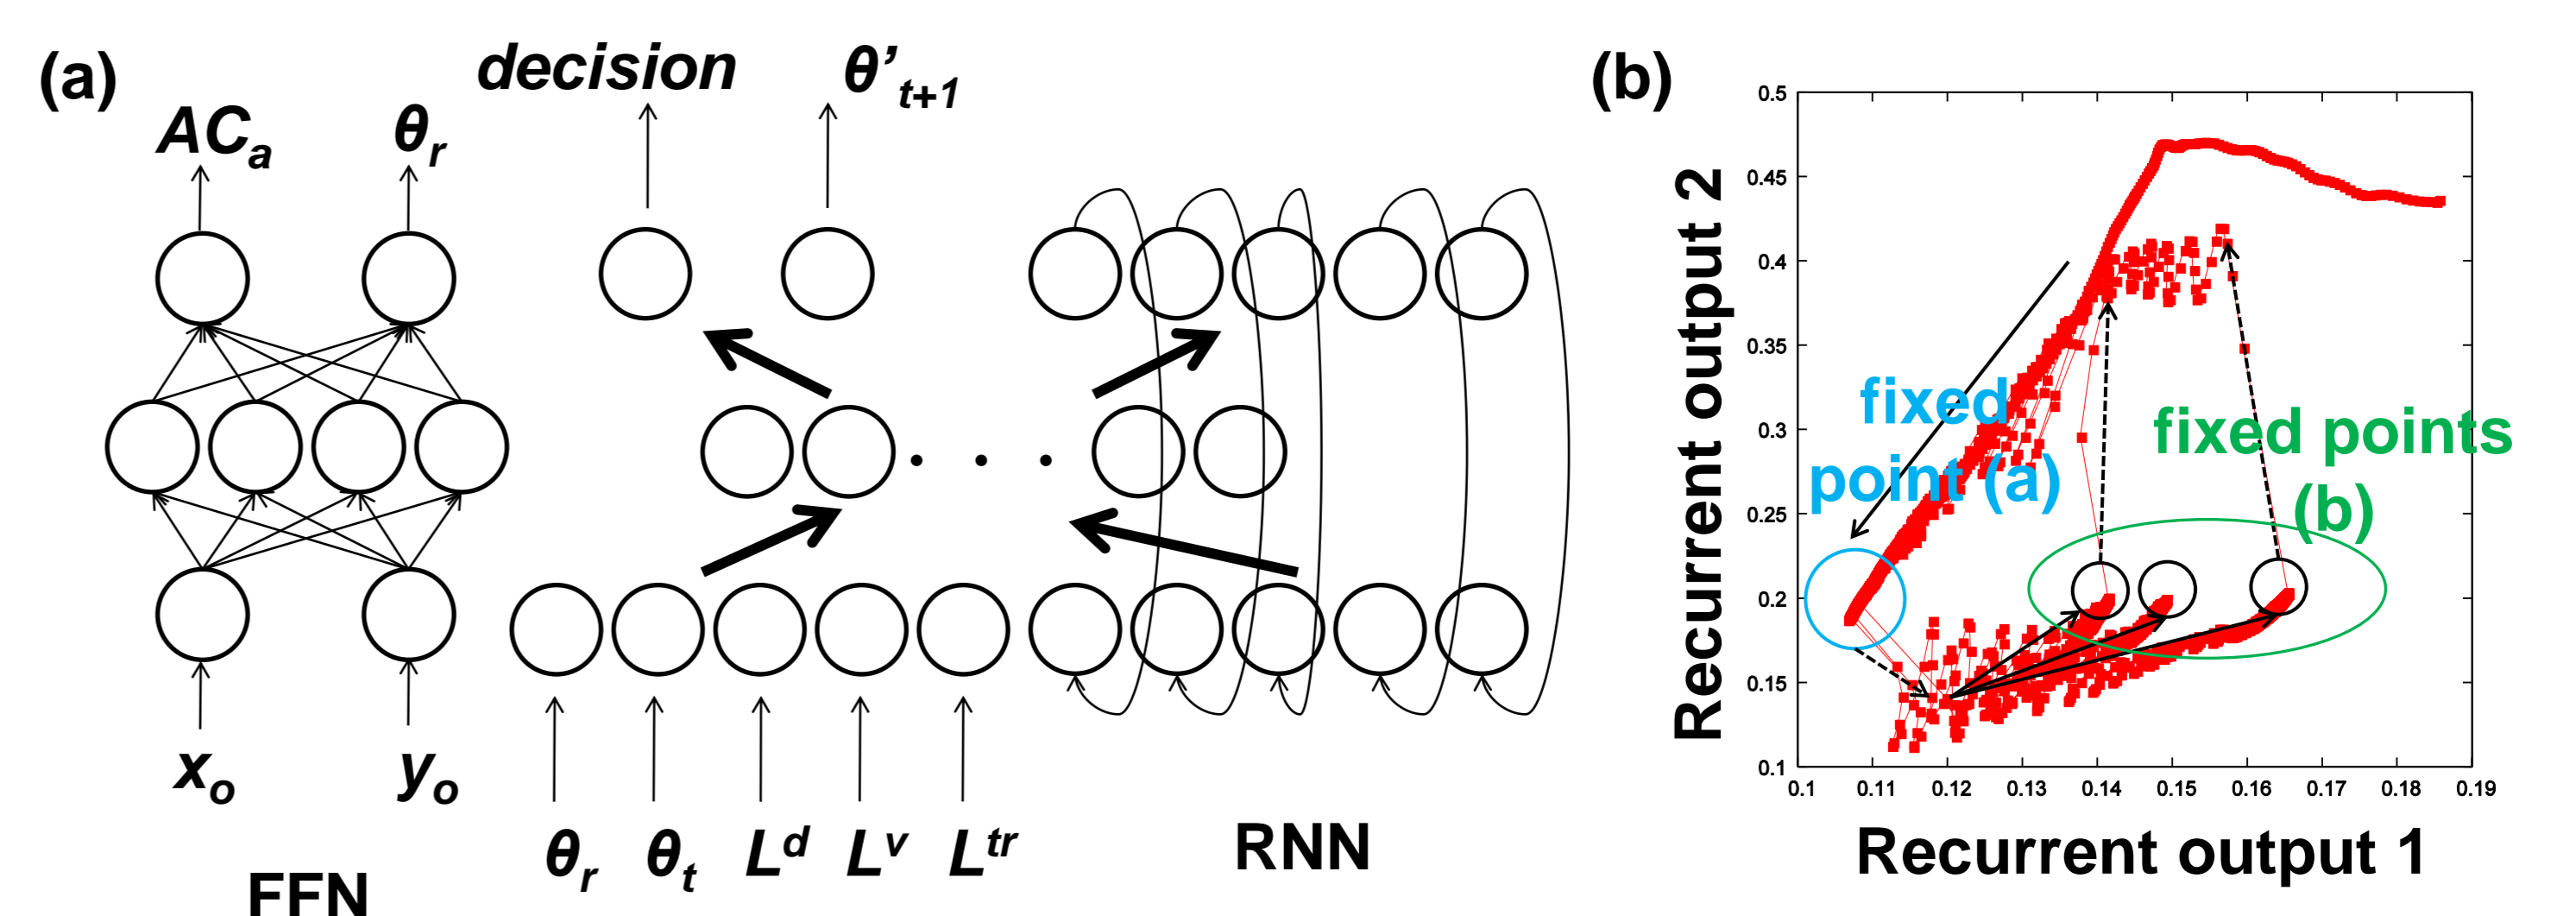 (a)
decision
θ’t+1
ACa
θr
xo
yo
θr
θt
Ld
Lv
Ltr
FFN
RNN
(b)
Recurrent output 2
0.5
0.45
0.4
0.35
0.3
0.25
0.2
0.15
0.1
fixed
point (a)
fixed points
(b)
0.1 0.11 0.12 0.13 0.14 0.15 0.16 0.17 0.18 0.19
Recurrent output 1